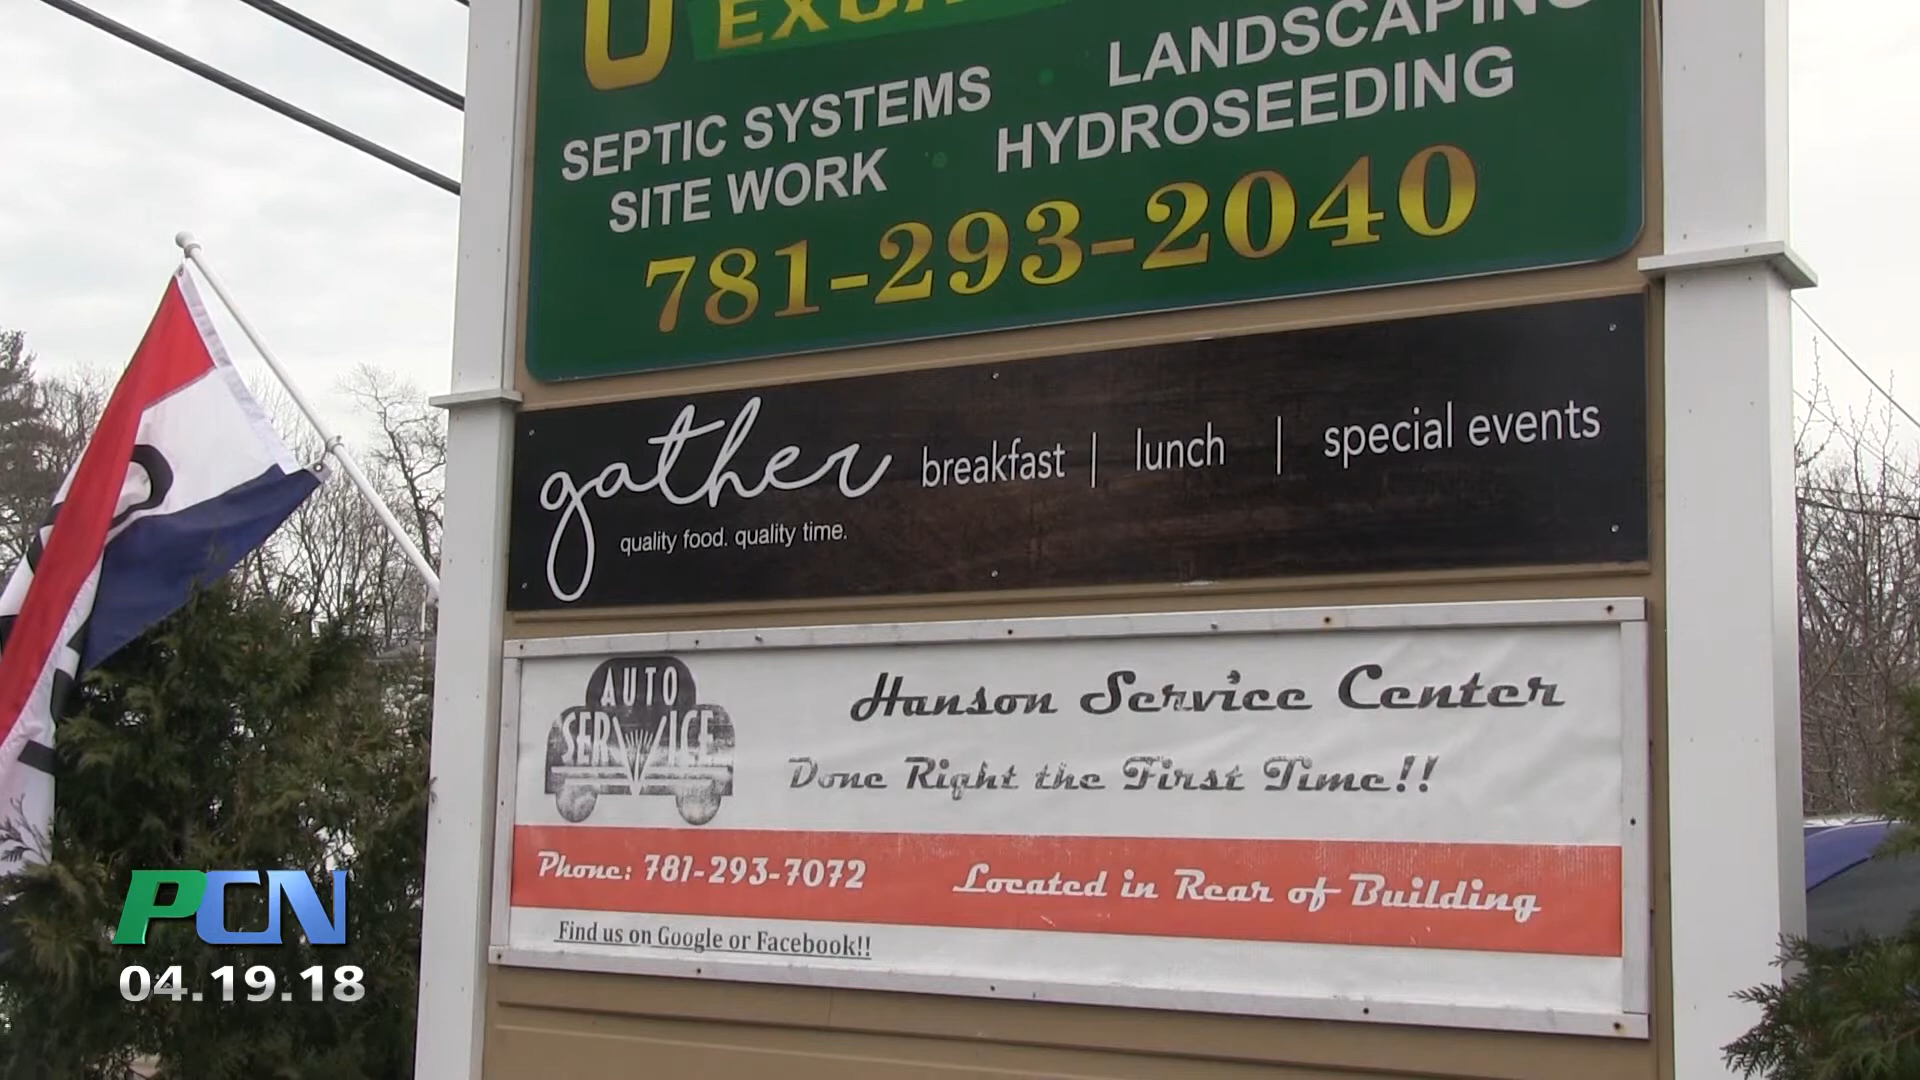 SEPTIC SYSTEMS
LANDSCAPING
SITE WORK
HYDROSEEDING
781-293-2040
gather breakfast | lunch | special events
quality food. quality time.
AUTO
SERVICE
Hanson Service Center
Done Right the First Time!!
Phone: 781-293-7072
Located in Rear of Building
Find us on Google or Facebook!!
PCN
04.19.18